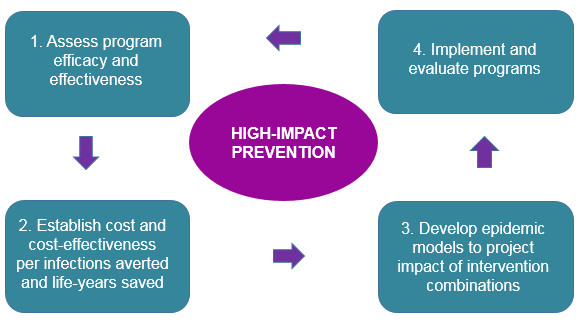 1. Assess program
efficacy and
effectiveness
4. Implement and
evaluate programs
HIGH-IMPACT
PREVENTION
2. Establish cost and
cost-effectiveness
per infections averted
and life-years saved
3. Develop epidemic
models to project
impact of intervention
combinations